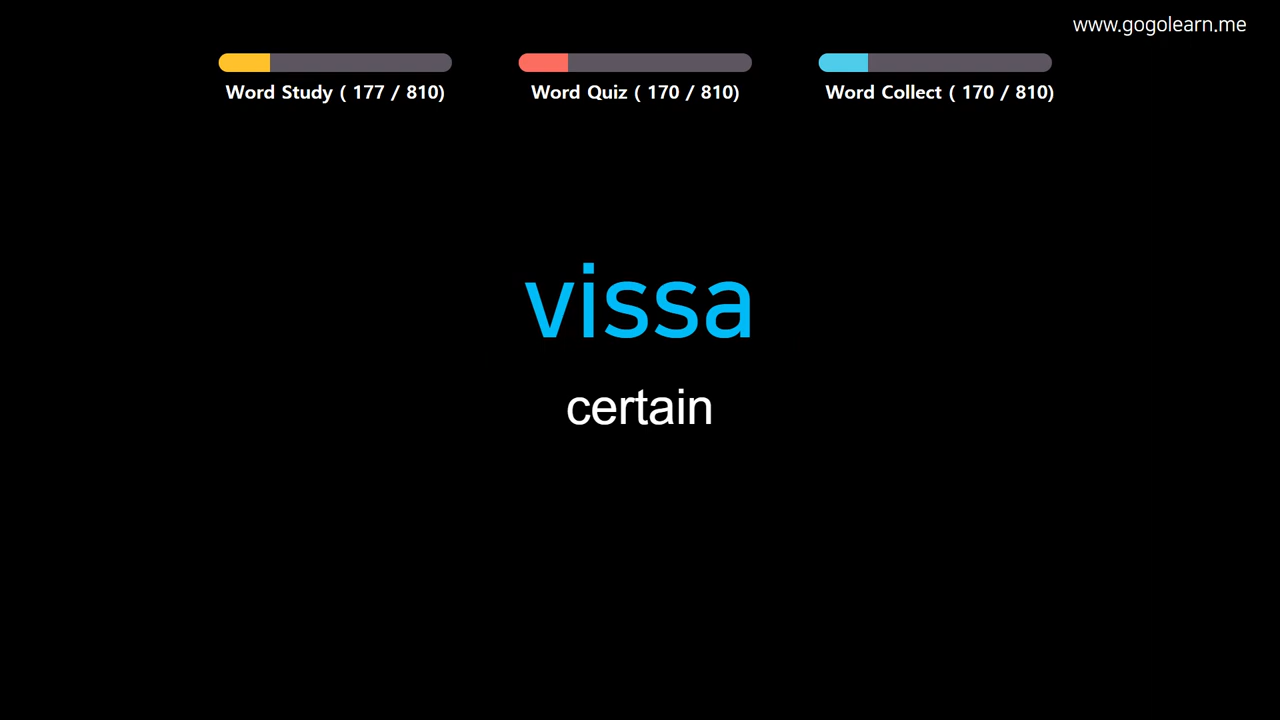 www.gogolearn.me
Word Study ( 177 / 810)
Word Quiz ( 170 / 810)
Word Collect ( 170 / 810)
vissa
certain